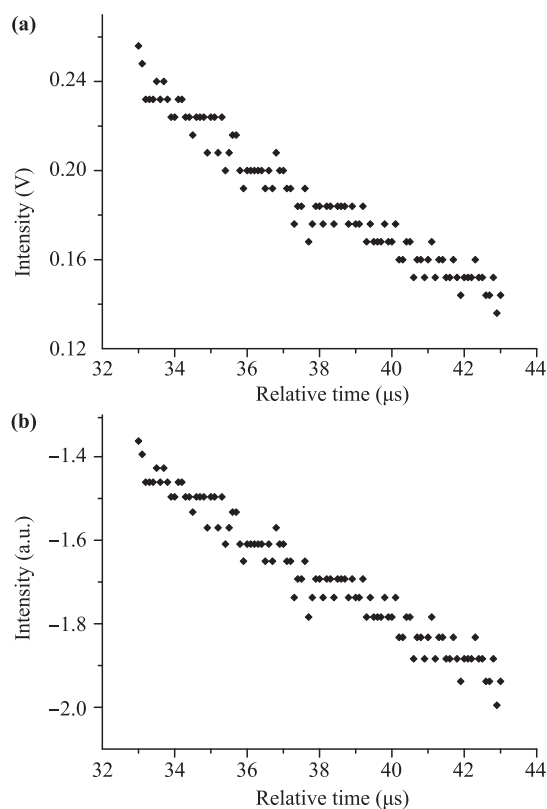 (a)
0.24
0.20
0.16
0.12
Intensity (V)
32 34 36 38 40 42 44
Relative time (μs)
(b)
−1.4
−1.6
−1.8
−2.0
Intensity (a.u.)
32 34 36 38 40 42 44
Relative time (μs)